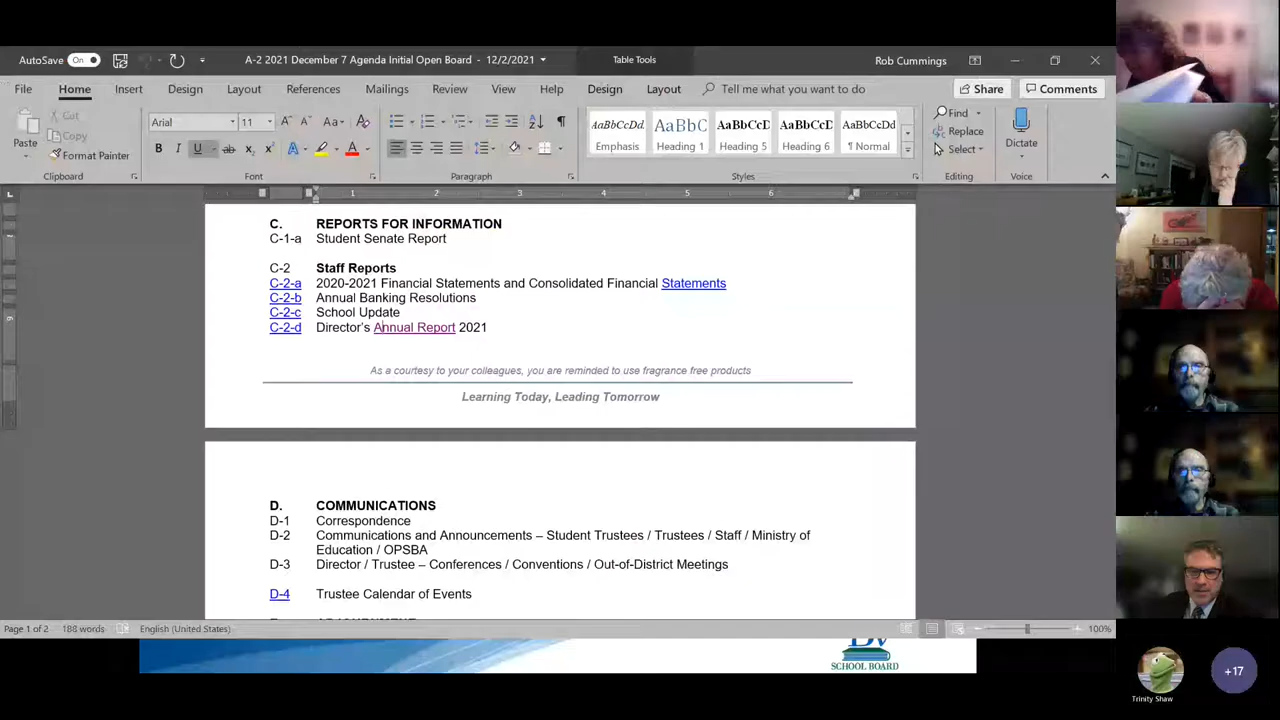 AutoSave On A-2 2021 December 7 Agenda Initial Open Board - 12/2/2021 Table Tools Rob Cummings
File Home Insert Design Layout References Mailings Review View Help Design Layout Tell me what you want to do Share Comments
Cut
Copy
Paste
Format Painter
Arial 11
Emphasis Heading 1 Heading 5 Heading 6 ¶ Normal
Find
Replace
Select
Dictate
Clipboard Font Paragraph Styles Editing Voice
C. REPORTS FOR INFORMATION
C-1-a Student Senate Report
C-2 Staff Reports
C-2-a 2020-2021 Financial Statements and Consolidated Financial Statements
C-2-b Annual Banking Resolutions
C-2-c School Update
C-2-d Director's Annual Report 2021
As a courtesy to your colleagues, you are reminded to use fragrance free products
Learning Today, Leading Tomorrow
D. COMMUNICATIONS
D-1 Correspondence
D-2 Communications and Announcements – Student Trustees / Trustees / Staff / Ministry of
Education / OPSBA
D-3 Director / Trustee – Conferences / Conventions / Out-of-District Meetings
D-4 Trustee Calendar of Events
Page 1 of 2 188 words English (United States) 100%
SCHOOL BOARD
Trinity Shaw
+17